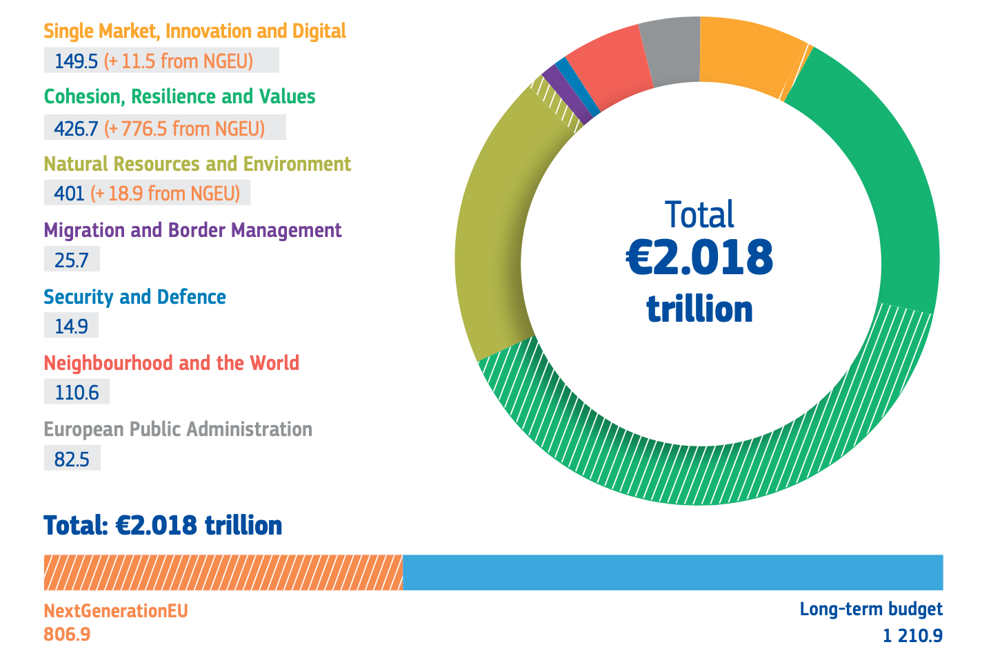 Single Market, Innovation and Digital
149.5 (+ 11.5 from NGEU)
Cohesion, Resilience and Values
426.7 (+ 776.5 from NGEU)
Natural Resources and Environment
401 (+ 18.9 from NGEU)
Migration and Border Management
25.7
Security and Defence
14.9
Neighbourhood and the World
110.6
European Public Administration
82.5
Total
€2.018
trillion
Total: €2.018 trillion
NextGenerationEU
806.9
Long-term budget
1 210.9